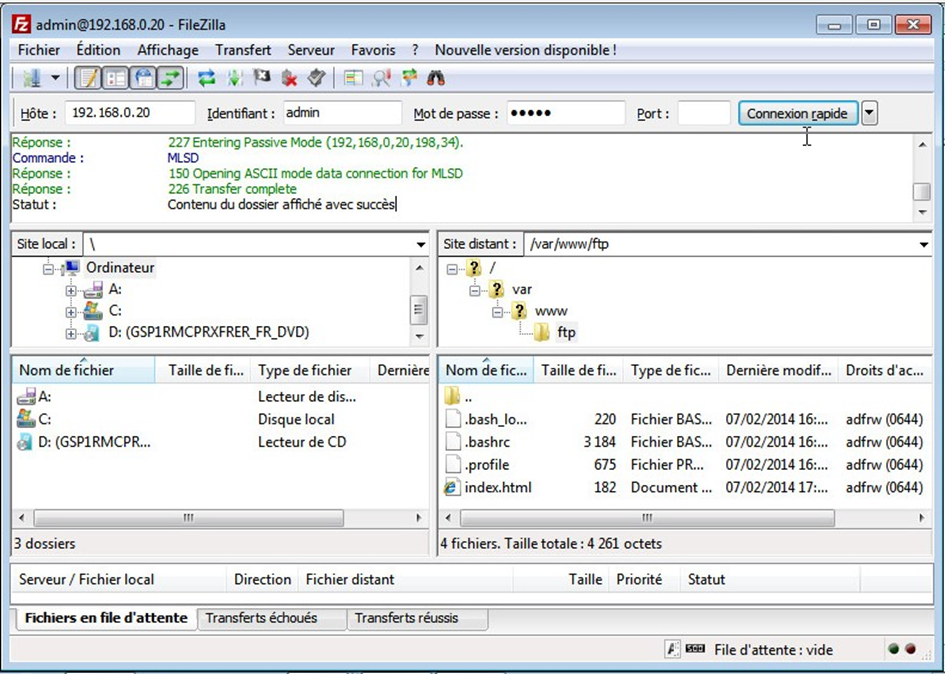 admin@192.168.0.20 - FileZilla
Fichier Édition Affichage Transfert Serveur Favoris ? Nouvelle version disponible !
Hôte : 192.168.0.20 Identifiant : admin Mot de passe : ●●●●● Port : Connexion rapide
Réponse : 227 Entering Passive Mode (192,168,0,20,198,34).
Commande : MLSD
Réponse : 150 Opening ASCII mode data connection for MLSD
Réponse : 226 Transfer complete
Statut : Contenu du dossier affiché avec succès
Site local : \
Ordinateur
A:
C:
D: (GSP1RMCPRXFRER_FR_DVD)
Site distant : /var/www/ftp
/
var
www
ftp
Nom de fichier Taille de fi... Type de fichier Dernière
A: Lecteur de dis...
C: Disque local
D: (GSP1RMCPR... Lecteur de CD
3 dossiers
Nom de fic... Taille de fi... Type de fic... Dernière modif... Droits d'ac...
..
.bash_lo... 220 Fichier BAS... 07/02/2014 16:... adfrw (0644)
.bashrc 3 184 Fichier BAS... 07/02/2014 16:... adfrw (0644)
.profile 675 Fichier PR... 07/02/2014 16:... adfrw (0644)
index.html 182 Document ... 07/02/2014 17:... adfrw (0644)
4 fichiers. Taille totale : 4 261 octets
Serveur / Fichier local Direction Fichier distant Taille Priorité Statut
Fichiers en file d'attente Transferts échoués Transferts réussis
File d'attente : vide